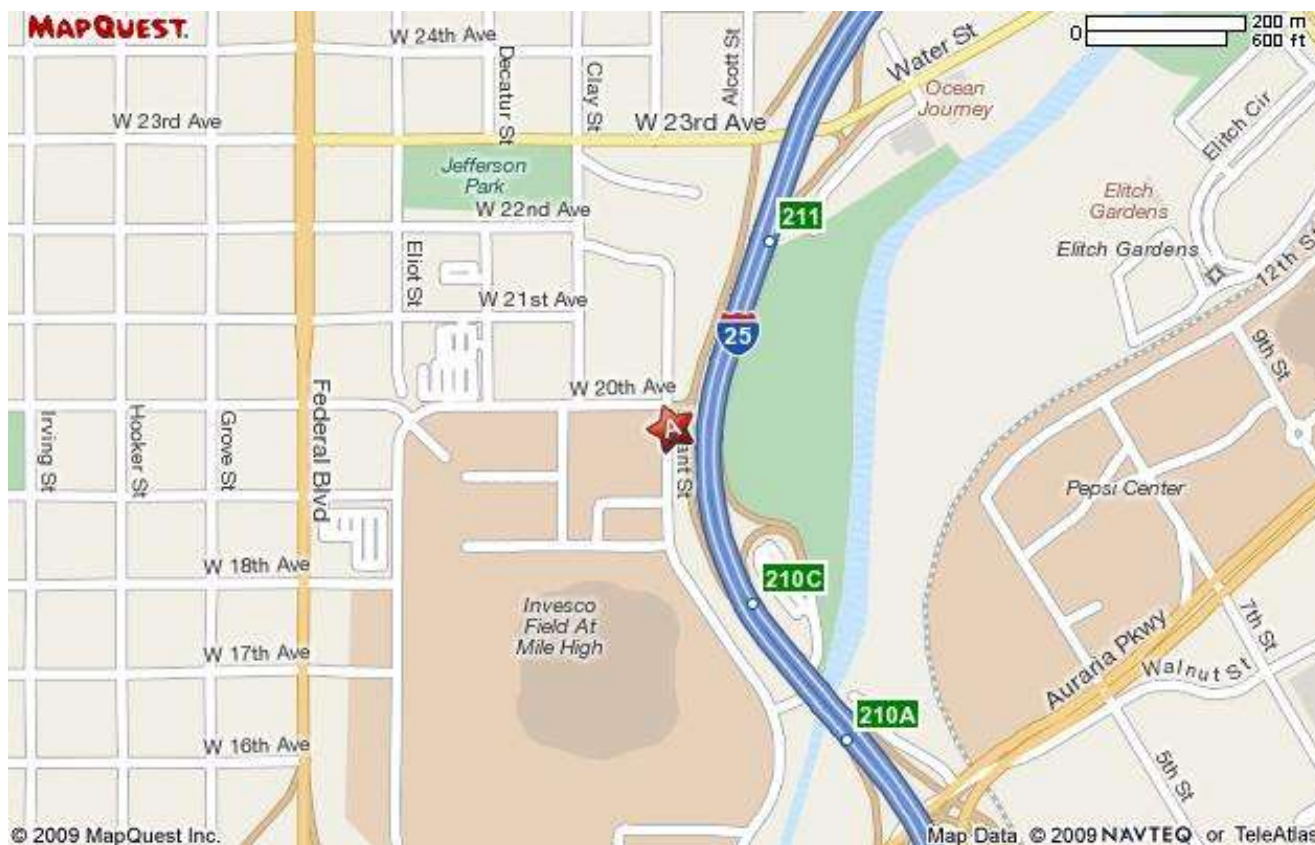 MAPQUEST.
W 24th Ave
Decatur St
Clay St
Alcott St
Water St
0
200 m
600 ft
Ocean
Journey
Elitch Cir
W 23rd Ave
W 23rd Ave
Jefferson
Park
W 22nd Ave
211
Elitch
Gardens
Elitch Gardens
12th St
Eliot St
W 21st Ave
25
9th St
W 20th Ave
Federal Blvd
A
ant St
Irving St
Hooker St
Grove St
Pepsi Center
W 18th Ave
210C
Invesco
Field At
Mile High
7th St
W 17th Ave
Auraria Pkwy
Walnut St
210A
W 16th Ave
5th St
© 2009 MapQuest Inc.
Map Data © 2009 NAVTEQ or TeleAtlas